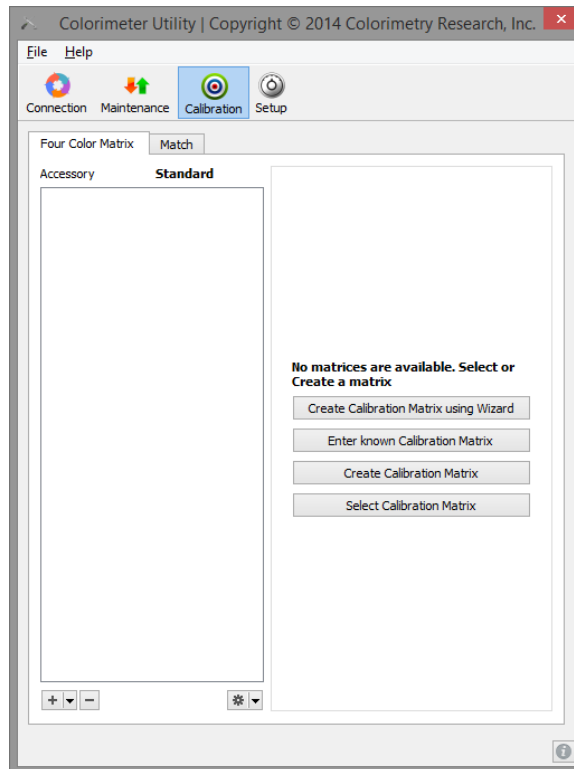 Colorimeter Utility | Copyright © 2014 Colorimetry Research, Inc.
File Help
Connection Maintenance Calibration Setup
Four Color Matrix Match
Accessory Standard
No matrices are available. Select or
Create a matrix
Create Calibration Matrix using Wizard
Enter known Calibration Matrix
Create Calibration Matrix
Select Calibration Matrix